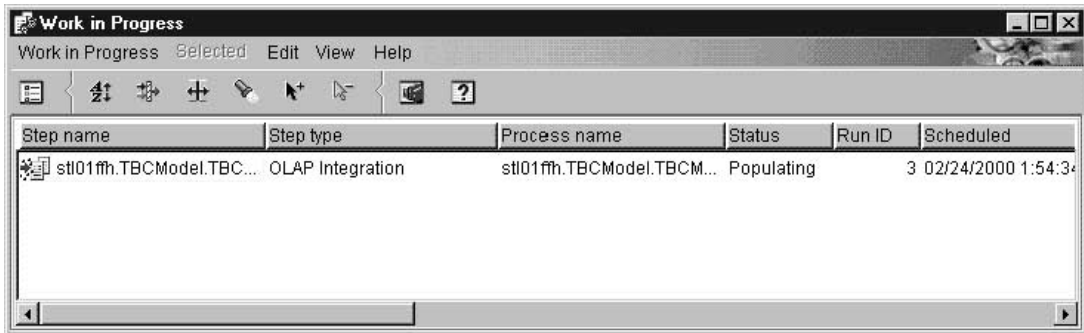 Work in Progress
Work in Progress Selected Edit View Help
Step name Step type Process name Status Run ID Scheduled
stl01ffh.TBCModel.TBC... OLAP Integration stl01ffh.TBCModel.TBCM... Populating 3 02/24/2000 1:54:34